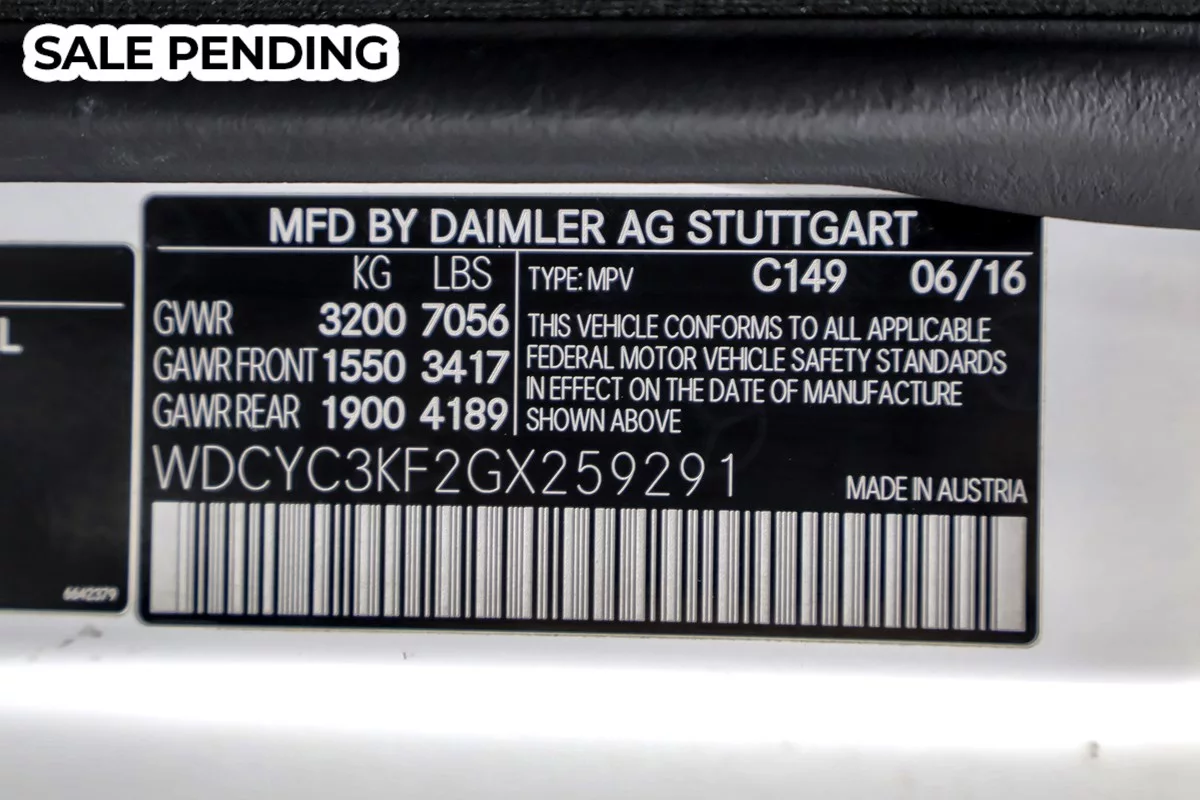 SALE PENDING
MFD BY DAIMLER AG STUTTGART
KG LBS
GVWR 3200 7056
GAWR FRONT 1550 3417
GAWR REAR 1900 4189
TYPE: MPV C149 06/16
THIS VEHICLE CONFORMS TO ALL APPLICABLE
FEDERAL MOTOR VEHICLE SAFETY STANDARDS
IN EFFECT ON THE DATE OF MANUFACTURE
SHOWN ABOVE
WDCYC3KF2GX259291
MADE IN AUSTRIA
L
6642379